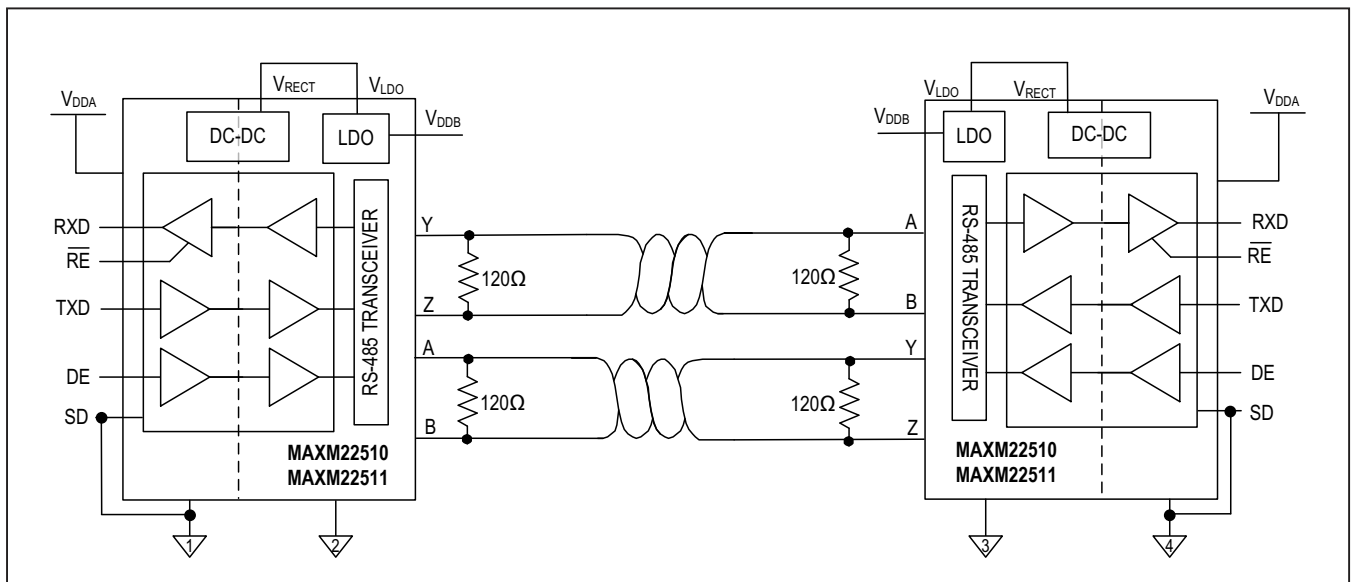 VRECT VLDO
VDDA
DC-DC
LDO
VDDB
RXD
RE
TXD
DE
SD
RS-485 TRANSCEIVER
Y
Z
A
B
120Ω
120Ω
MAXM22510
MAXM22511
1
2
VLDO VRECT
VDDA
VDDB
LDO
DC-DC
A
B
Y
Z
120Ω
120Ω
RS-485 TRANSCEIVER
RXD
RE
TXD
DE
SD
MAXM22510
MAXM22511
3
4